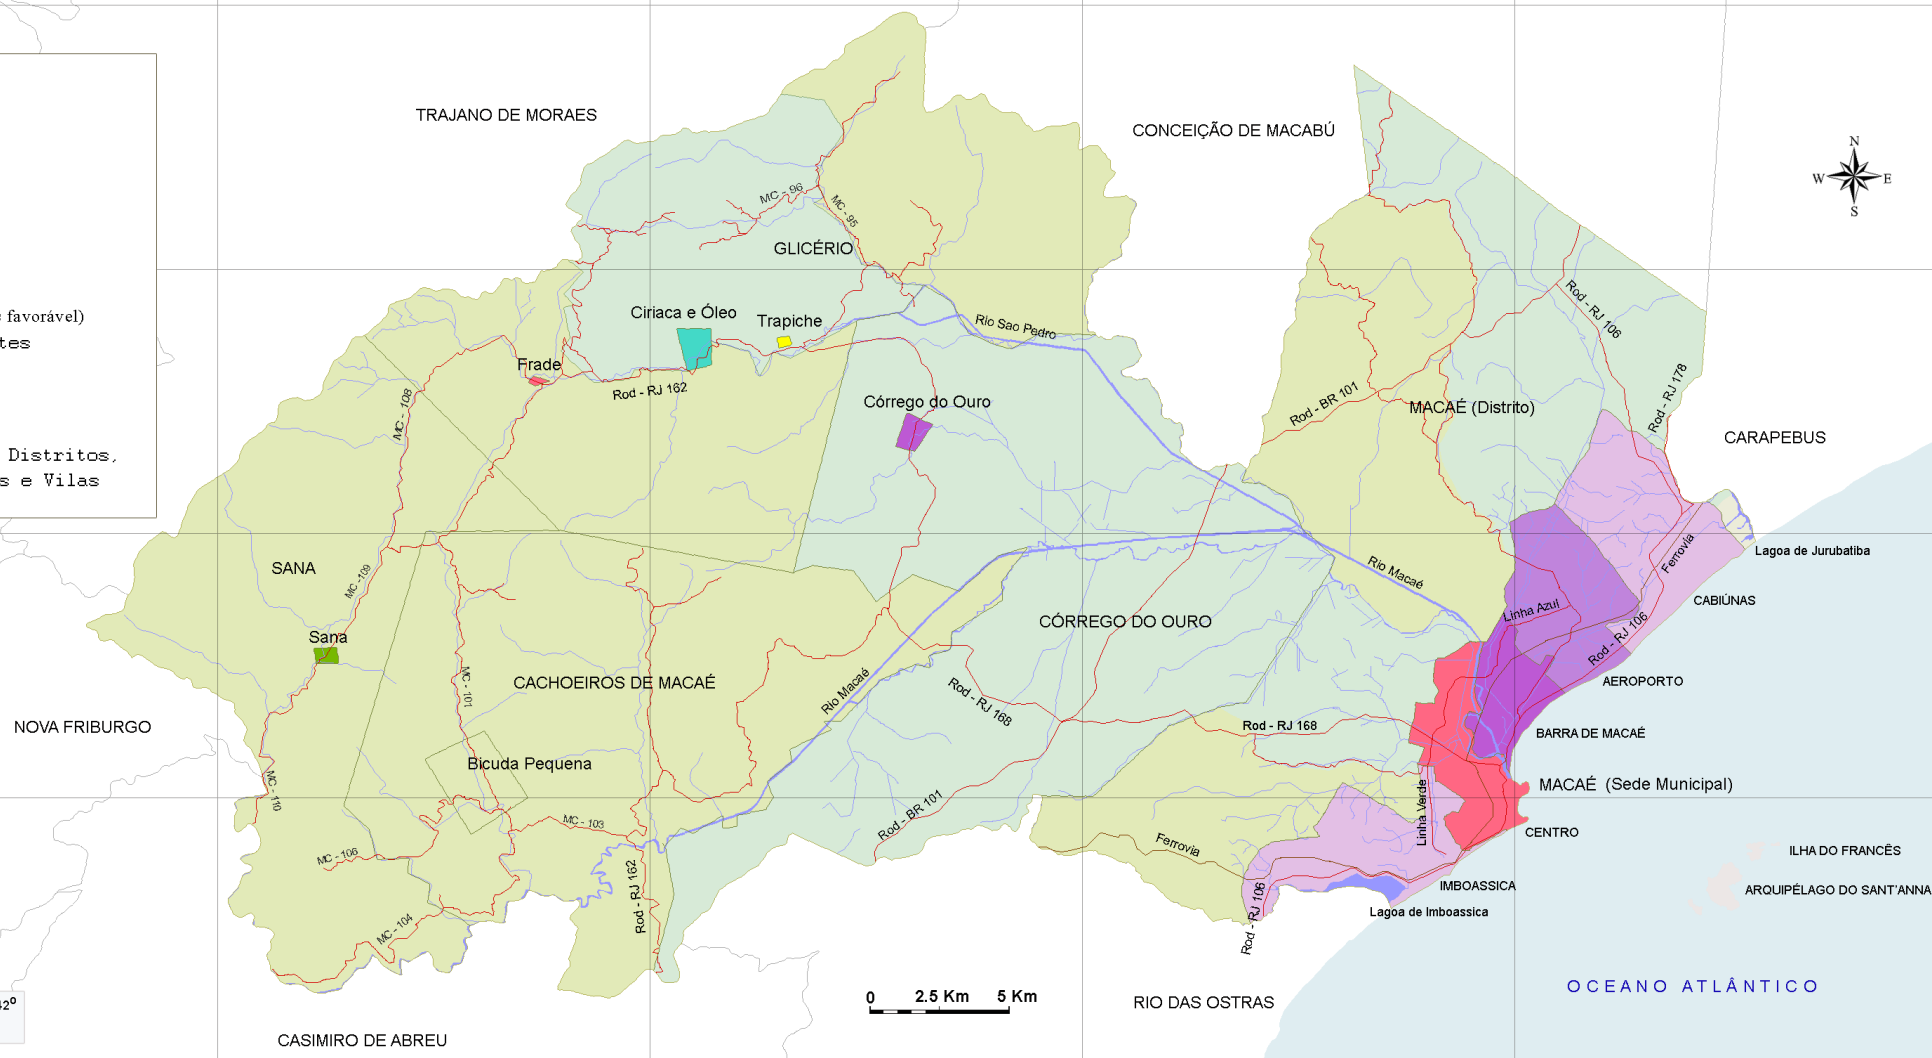 TRAJANO DE MORAES
CONCEIÇÃO DE MACABÚ
N
W E
S
MC - 96
MC - 95
GLICÉRIO
favorável)
tes
Ciriaca e Óleo
Trapiche
Rio Sao Pedro
Rod - RJ 106
Frade
Rod - RJ 162
MC - 108
Córrego do Ouro
Rod - BR 101
MACAÉ (Distrito)
Rod - RJ 178
CARAPEBUS
Distritos,
s e Vilas
SANA
MC -109
Rio Macaé
Ferrovia
Lagoa de Jurubatiba
CABIÚNAS
Linha Azul
Sana
CÓRREGO DO OURO
Rod - RJ 106
MC - 101
CACHOEIROS DE MACAÉ
Rio Macaé
Rod - RJ 168
AEROPORTO
NOVA FRIBURGO
Rod - RJ 168
BARRA DE MACAÉ
Bicuda Pequena
MC - 110
MACAÉ (Sede Municipal)
Linha Verde
Rod - BR 101
MC - 103
CENTRO
Ferrovia
MC - 106
ILHA DO FRANCÊS
IMBOASSICA
ARQUIPÉLAGO DO SANT'ANNA
Rod - RJ 162
Rod - RJ 106
Lagoa de Imboassica
MC - 104
OCEANO ATLÂNTICO
0 2.5 Km 5 Km
RIO DAS OSTRAS
CASIMIRO DE ABREU